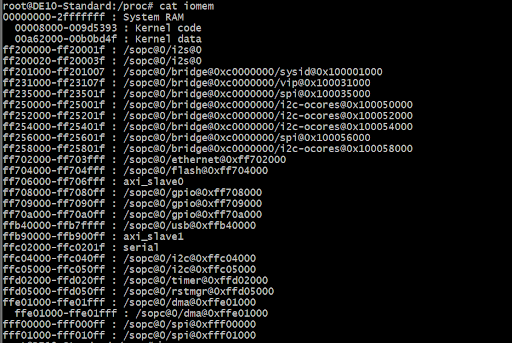 root@DE10-Standard:/proc# cat iomem
00000000-2fffffff : System RAM
  00008000-009d5393 : Kernel code
  00a62000-00b0bd4f : Kernel data
ff200000-ff20001f : /sopc@0/i2s@0
ff200020-ff20003f : /sopc@0/i2s@0
ff201000-ff201007 : /sopc@0/bridge@0xc0000000/sysid@0x100001000
ff231000-ff23107f : /sopc@0/bridge@0xc0000000/vip@0x100031000
ff235000-ff23501f : /sopc@0/bridge@0xc0000000/spi@0x100035000
ff250000-ff25001f : /sopc@0/bridge@0xc0000000/i2c-ocores@0x100050000
ff252000-ff25201f : /sopc@0/bridge@0xc0000000/i2c-ocores@0x100052000
ff254000-ff25401f : /sopc@0/bridge@0xc0000000/i2c-ocores@0x100054000
ff256000-ff25601f : /sopc@0/bridge@0xc0000000/spi@0x100056000
ff258000-ff25801f : /sopc@0/bridge@0xc0000000/i2c-ocores@0x100058000
ff702000-ff703fff : /sopc@0/ethernet@0xff702000
ff704000-ff704fff : /sopc@0/flash@0xff704000
ff706000-ff706fff : axi_slave0
ff708000-ff7080ff : /sopc@0/gpio@0xff708000
ff709000-ff7090ff : /sopc@0/gpio@0xff709000
ff70a000-ff70a0ff : /sopc@0/gpio@0xff70a000
ffb40000-ffb7ffff : /sopc@0/usb@0xffb40000
ffb90000-ffb900ff : axi_slave1
ffc02000-ffc0201f : serial
ffc04000-ffc040ff : /sopc@0/i2c@0xffc04000
ffc05000-ffc050ff : /sopc@0/i2c@0xffc05000
ffd02000-ffd020ff : /sopc@0/timer@0xffd02000
ffd05000-ffd050ff : /sopc@0/rstmgr@0xffd05000
ffe01000-ffe01fff : /sopc@0/dma@0xffe01000
  ffe01000-ffe01fff : /sopc@0/dma@0xffe01000
fff00000-fff000ff : /sopc@0/spi@0xfff00000
fff01000-fff010ff : /sopc@0/spi@0xfff01000